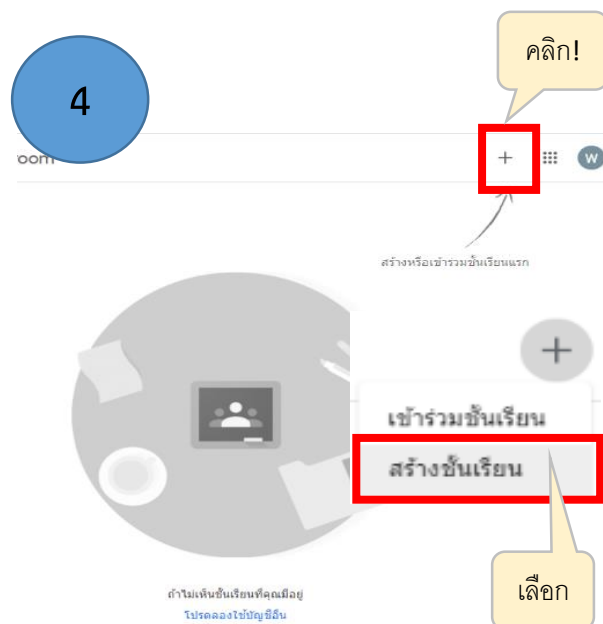 คลิก!
4
oom
W
สร้างหรือเข้าร่วมชั้นเรียนแรก
เข้าร่วมชั้นเรียน
สร้างชั้นเรียน
เลือก
ถ้าไม่เห็นชั้นเรียนที่คุณมีอยู่
โปรดลองใช้บัญชีอื่น